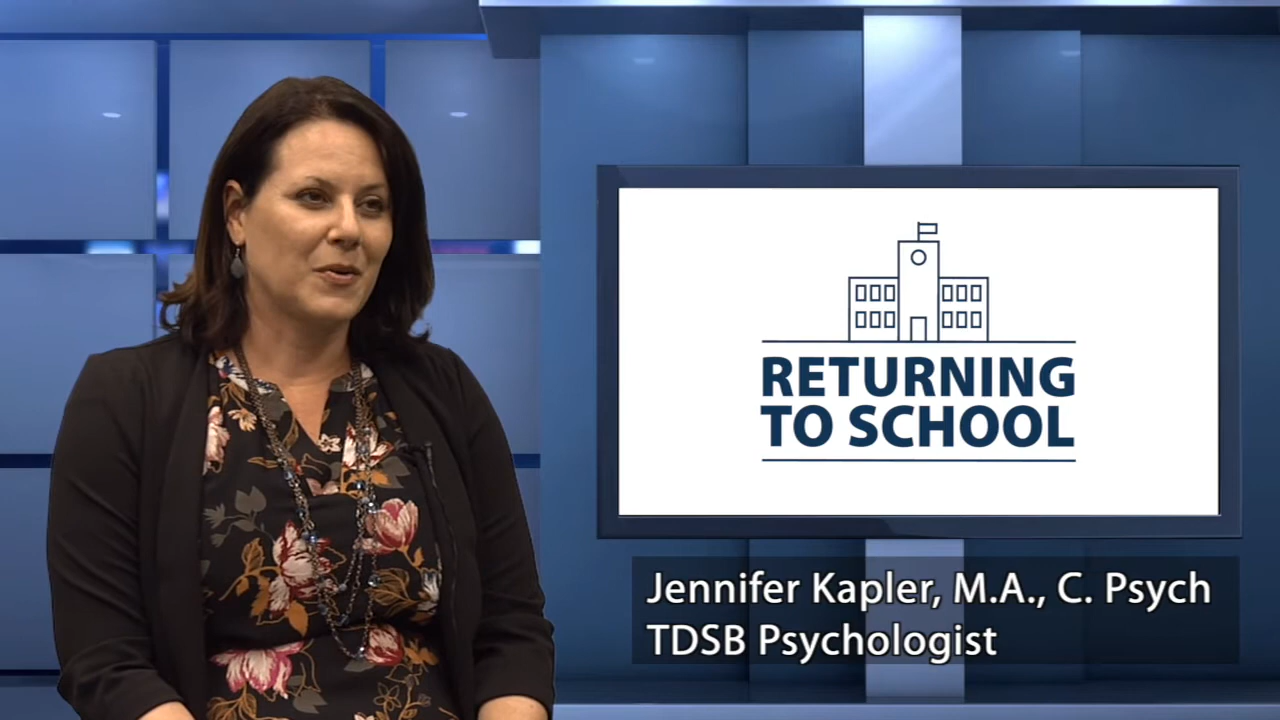 RETURNING
TO SCHOOL
Jennifer Kapler, M.A., C. Psych
TDSB Psychologist